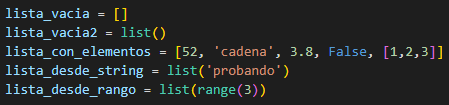 lista_vacia = []
lista_vacia2 = list()
lista_con_elementos = [52, 'cadena', 3.8, False, [1,2,3]]
lista_desde_string = list('probando')
lista_desde_rango = list(range(3))